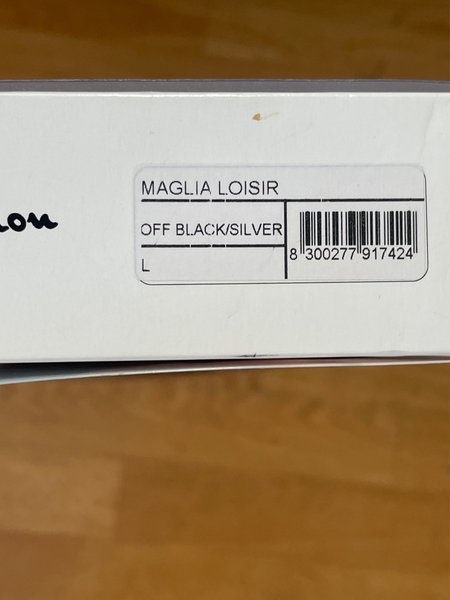 MAGLIA LOISIR
OFF BLACK/SILVER
L
8 300277 917424